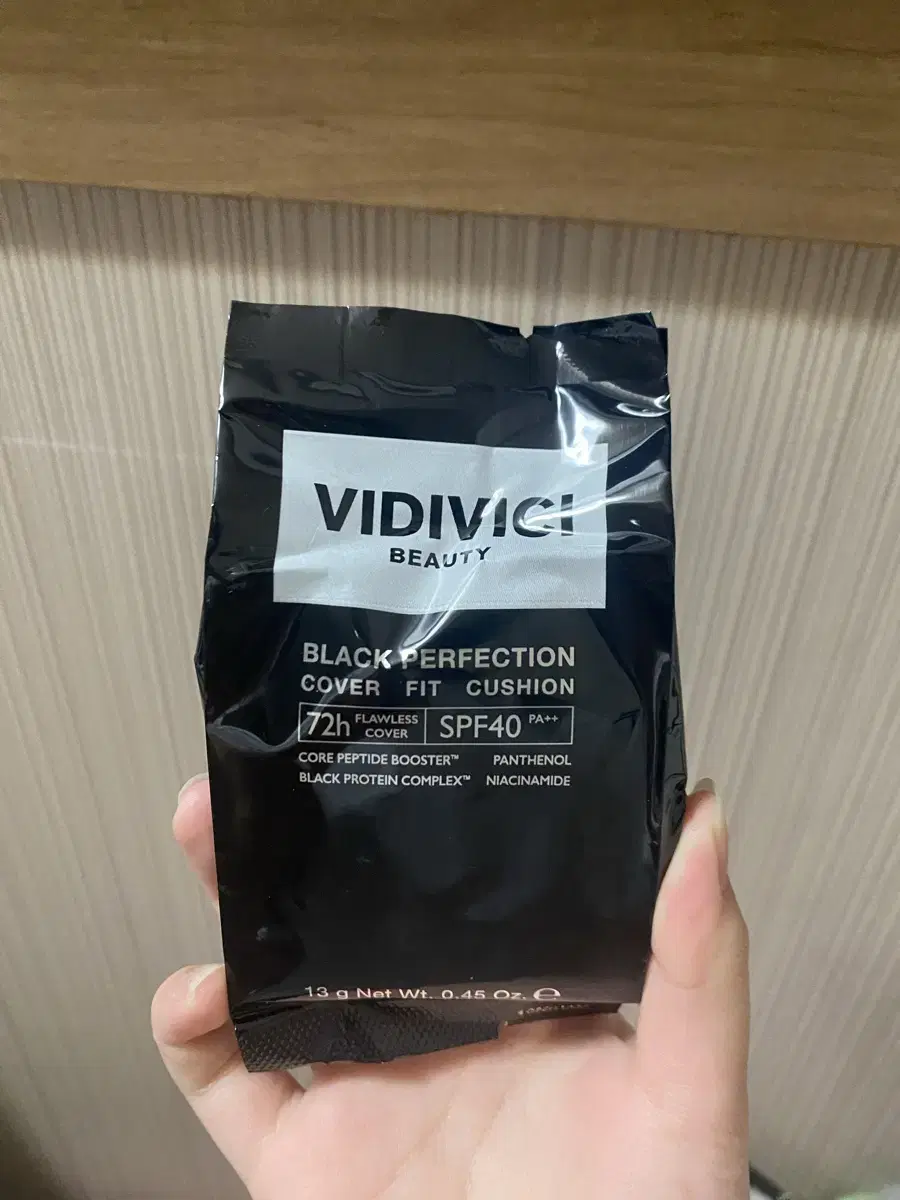 VIDIVICI
BEAUTY
BLACK PERFECTION
COVER FIT CUSHION
72h FLAWLESS COVER SPF40 PA++
CORE PEPTIDE BOOSTER™ PANTHENOL
BLACK PROTEIN COMPLEX™ NIACINAMIDE
13 g Net Wt. 0.45 Oz. ℮